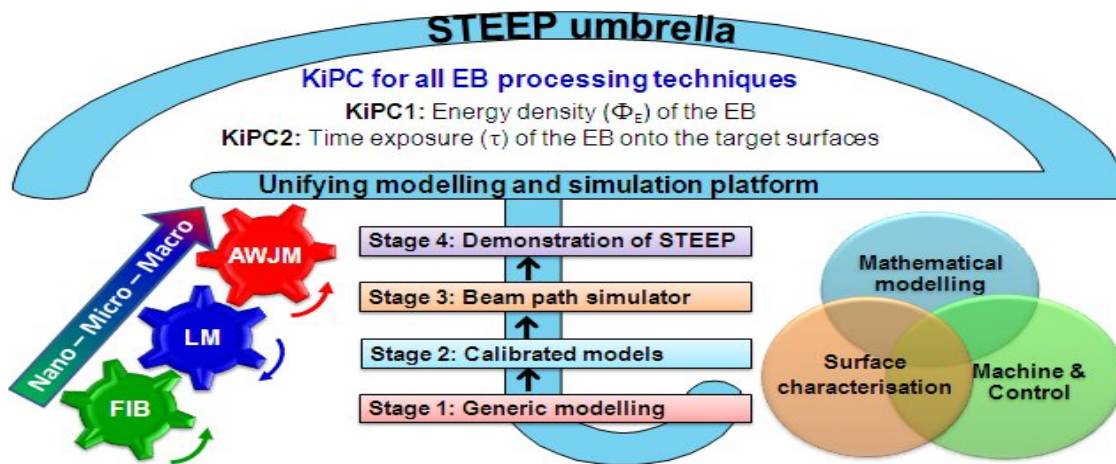 STEEP umbrella
KiPC for all EB processing techniques
KiPC1: Energy density (ΦE) of the EB
KiPC2: Time exposure (τ) of the EB onto the target surfaces
Unifying modelling and simulation platform
Nano – Micro – Macro
AWJM
LM
FIB
Stage 4: Demonstration of STEEP
Stage 3: Beam path simulator
Stage 2: Calibrated models
Stage 1: Generic modelling
Mathematical
modelling
Surface
characterisation
Machine &
Control